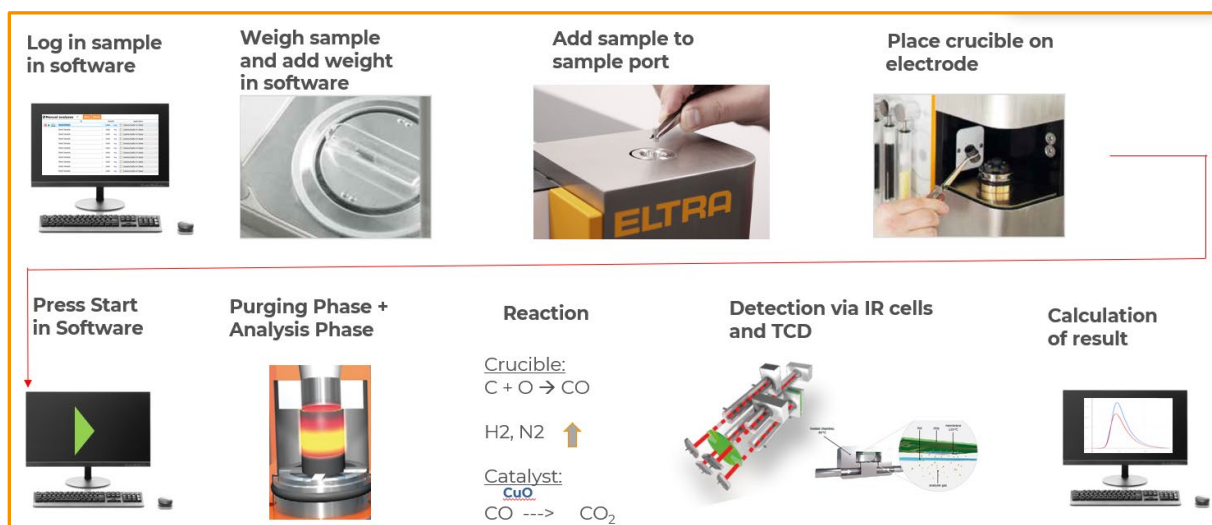 Log in sample
in software
Weigh sample
and add weight
in software
Add sample to
sample port
Place crucible on
electrode
ELTRA
Press Start
in Software
Purging Phase +
Analysis Phase
Reaction
Crucible:
C + O → CO
H2, N2
Catalyst:
CuO
CO ---> CO₂
Detection via IR cells
and TCD
Calculation
of result